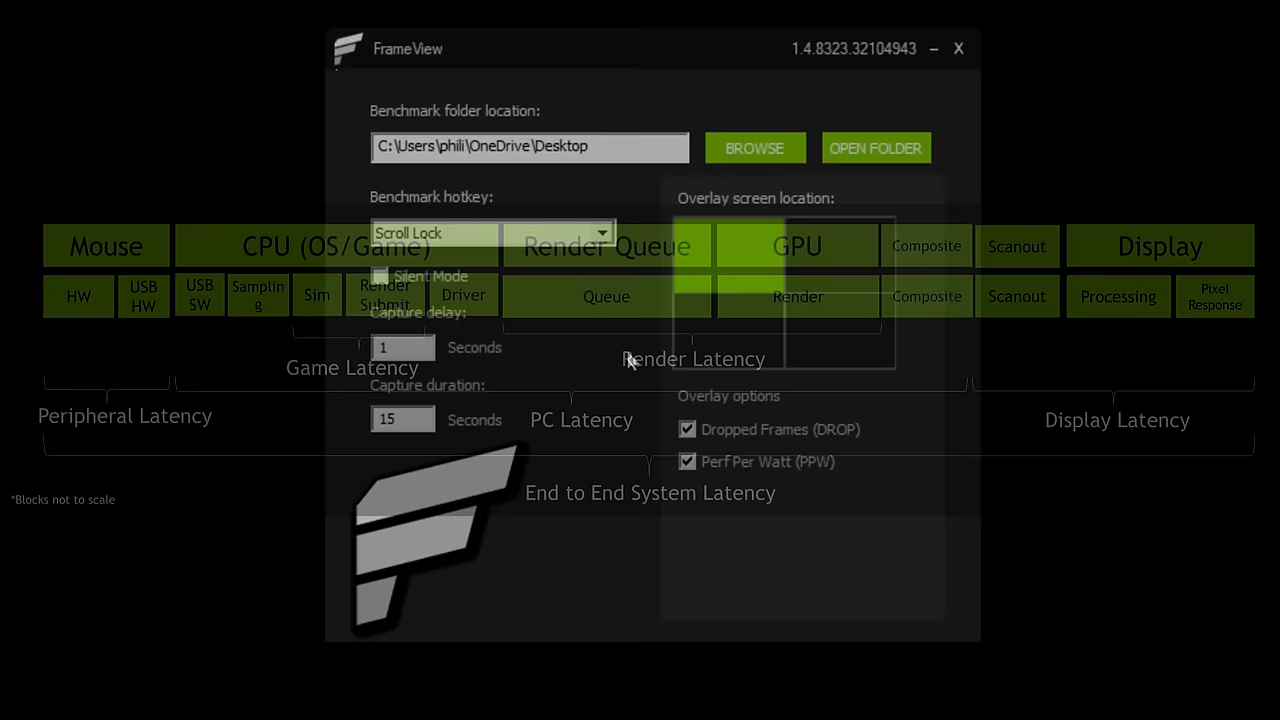 FrameView
1.4.8323.32104943 – X
Benchmark folder location:
C:\Users\phili\OneDrive\Desktop
BROWSE
OPEN FOLDER
Benchmark hotkey:
Scroll Lock
Silent Mode
Capture delay:
1
Seconds
Capture duration:
15
Seconds
Overlay screen location:
Overlay options
Dropped Frames (DROP)
Perf Per Watt (PPW)
Mouse
CPU (OS/Game)
Render Queue
GPU
Composite
Scanout
Display
HW
USB
HW
USB
SW
Samplin
g
Sim
Render
Submit
Driver
Queue
Render
Composite
Scanout
Processing
Pixel
Response
Game Latency
Render Latency
Peripheral Latency
PC Latency
Display Latency
End to End System Latency
*Blocks not to scale